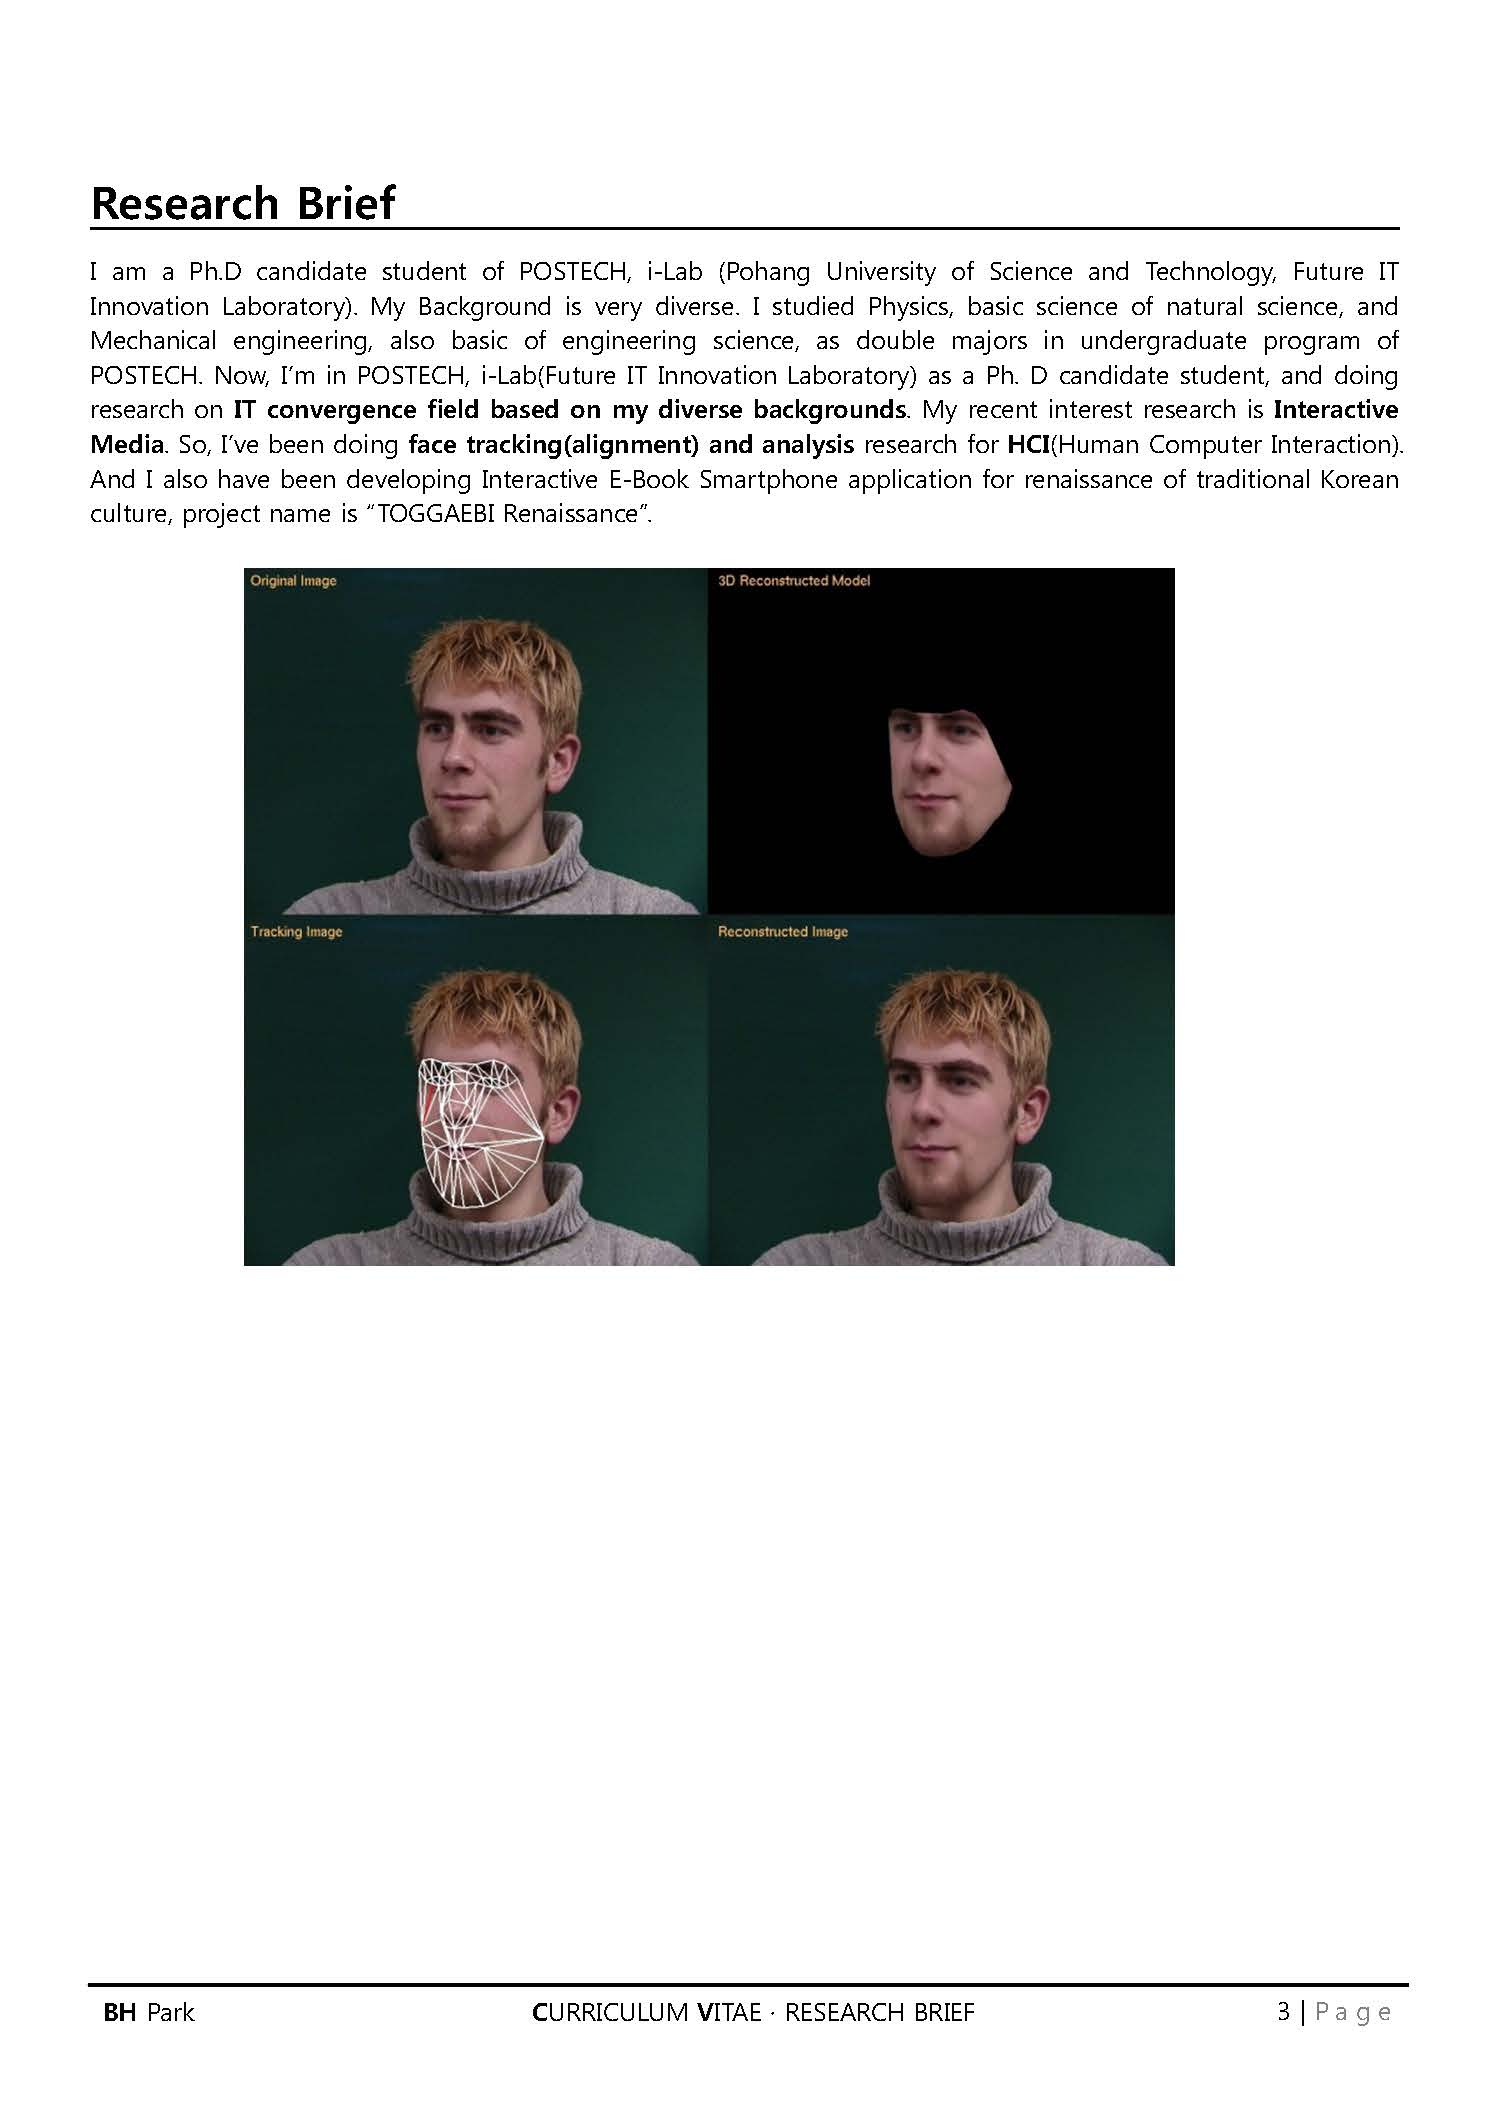 Research Brief
I am a Ph.D candidate student of POSTECH, i-Lab (Pohang University of Science and Technology, Future IT
Innovation Laboratory). My Background is very diverse. I studied Physics, basic science of natural science, and
Mechanical engineering, also basic of engineering science, as double majors in undergraduate program of
POSTECH. Now, I’m in POSTECH, i-Lab(Future IT Innovation Laboratory) as a Ph. D candidate student, and doing
research on IT convergence field based on my diverse backgrounds. My recent interest research is Interactive
Media. So, I’ve been doing face tracking(alignment) and analysis research for HCI(Human Computer Interaction).
And I also have been developing Interactive E-Book Smartphone application for renaissance of traditional Korean
culture, project name is “TOGGAEBI Renaissance”.
Original Image
3D Reconstructed Model
Tracking Image
Reconstructed Image
BH Park CURRICULUM VITAE · RESEARCH BRIEF 3 | Page